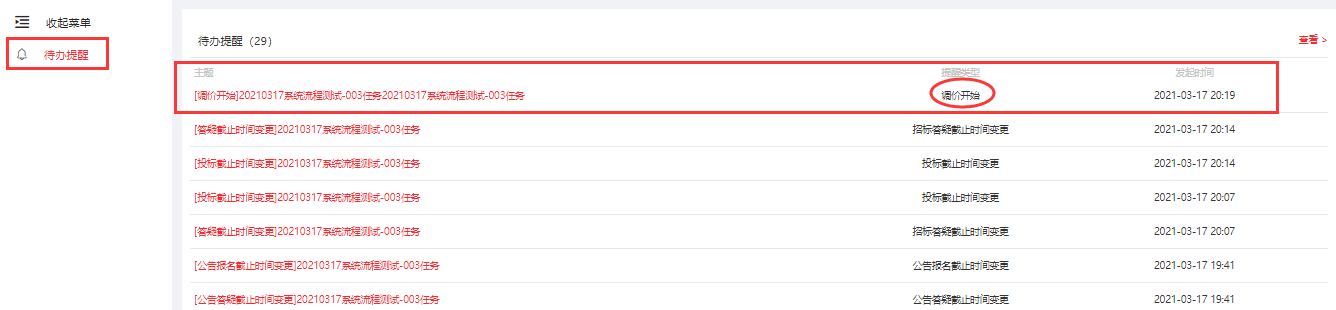 收起菜单
待办提醒
待办提醒（29）
查看 >
主题 提醒类型 发起时间
[调价开始]20210317系统流程测试-003任务20210317系统流程测试-003任务 调价开始 2021-03-17 20:19
[答疑截止时间变更]20210317系统流程测试-003任务 招标答疑截止时间变更 2021-03-17 20:14
[投标截止时间变更]20210317系统流程测试-003任务 投标截止时间变更 2021-03-17 20:14
[投标截止时间变更]20210317系统流程测试-003任务 投标截止时间变更 2021-03-17 20:07
[答疑截止时间变更]20210317系统流程测试-003任务 招标答疑截止时间变更 2021-03-17 20:07
[公告报名截止时间变更]20210317系统流程测试-003任务 公告报名截止时间变更 2021-03-17 19:41
[公告答疑截止时间变更]20210317系统流程测试-003任务 公告答疑截止时间变更 2021-03-17 19:41